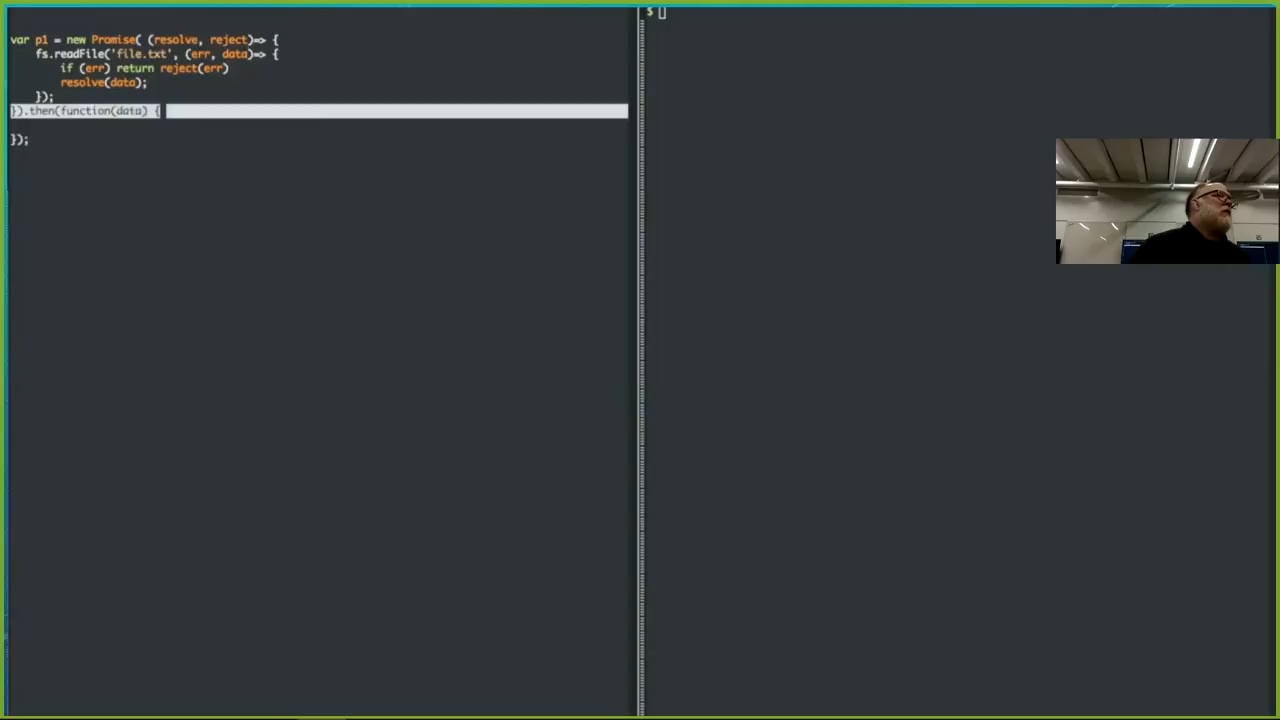 var p1 = new Promise( (resolve, reject)=> {
    fs.readFile('file.txt', (err, data)=> {
        if (err) return reject(err)
        resolve(data);
    });
}).then(function(data) {
});
$